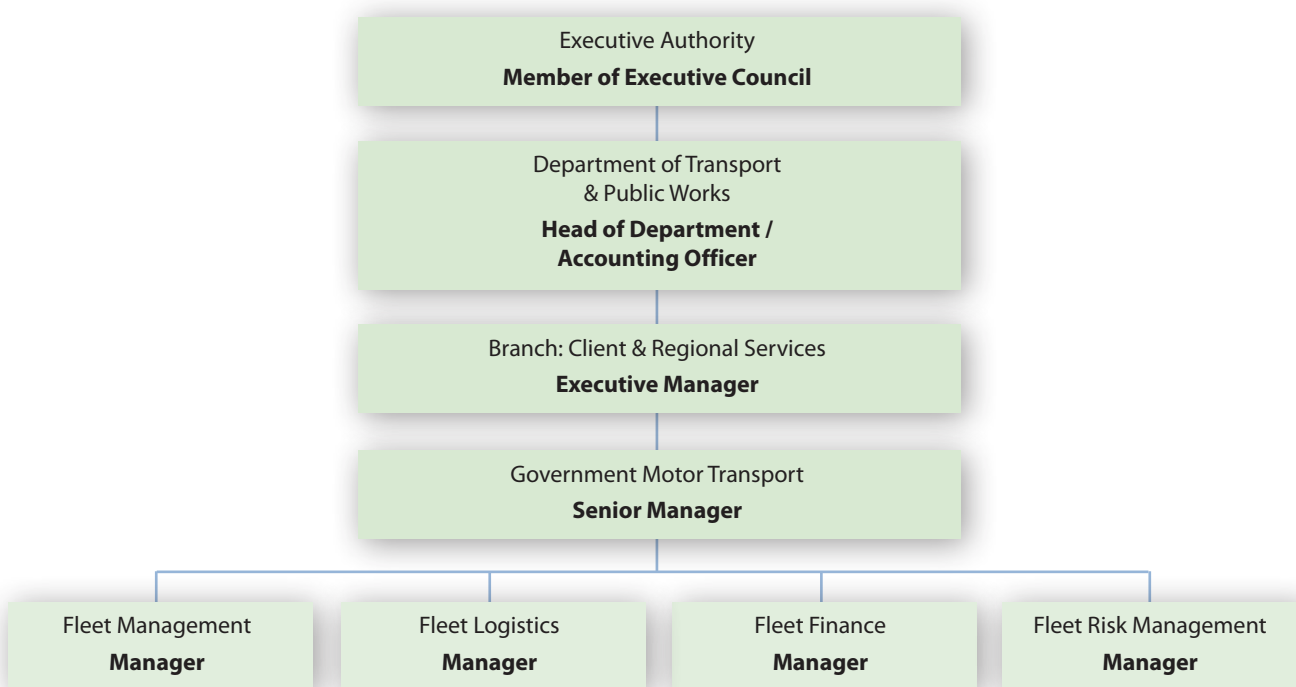 Executive Authority
Member of Executive Council
Department of Transport
& Public Works
Head of Department /
Accounting Officer
Branch: Client & Regional Services
Executive Manager
Government Motor Transport
Senior Manager
Fleet Management
Manager
Fleet Logistics
Manager
Fleet Finance
Manager
Fleet Risk Management
Manager